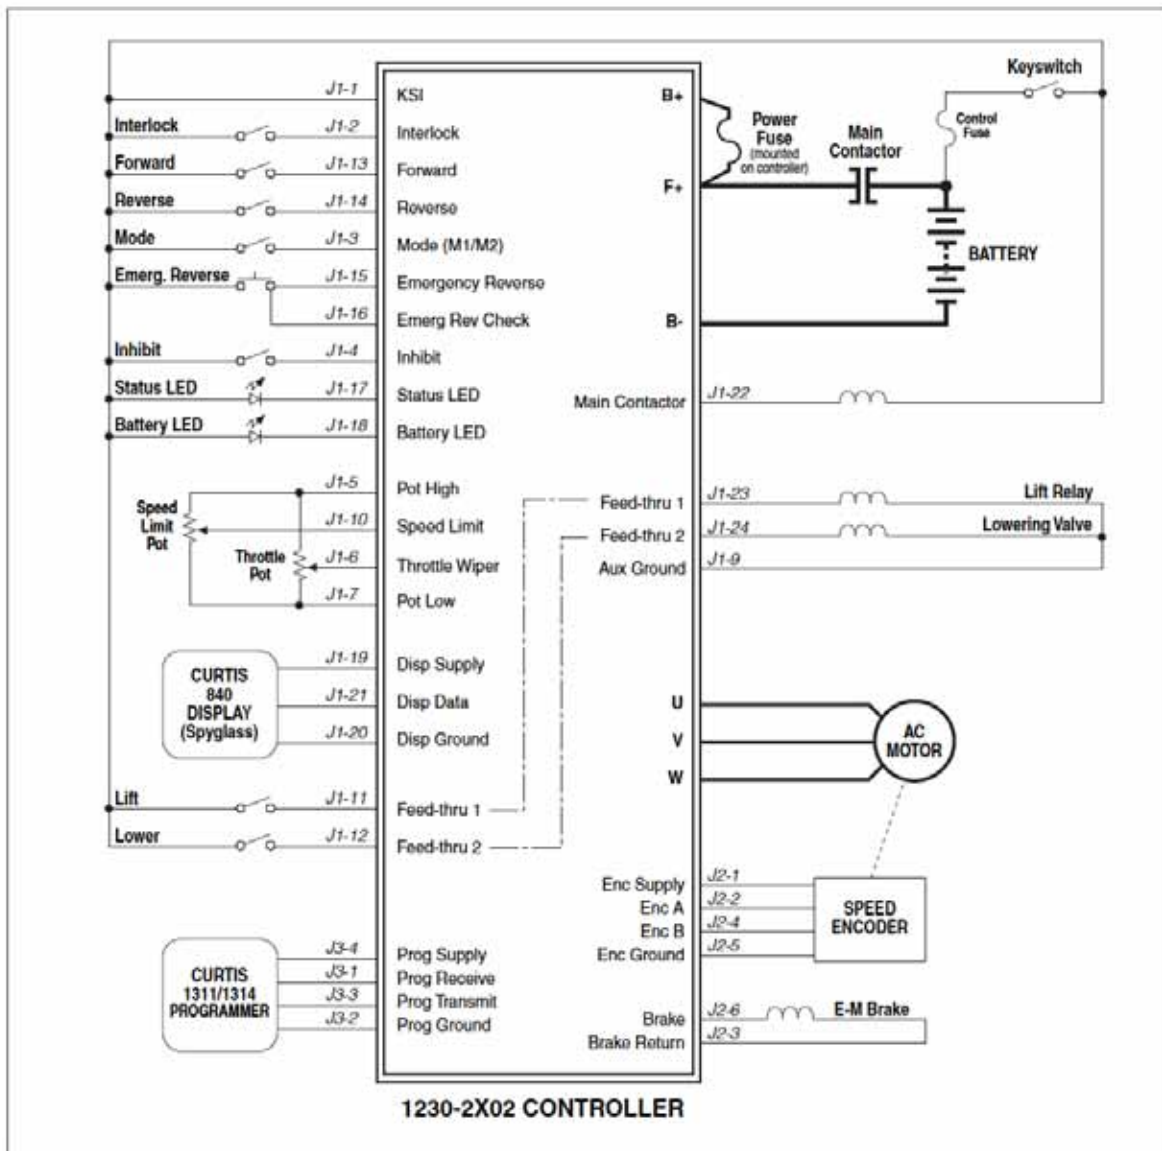 Keyswitch
Control
Fuse
Power
Fuse
(mounted
on controller)
Main
Contactor
BATTERY
J1-1 KSI
Interlock J1-2 Interlock
Forward J1-13 Forward
Reverse J1-14 Reverse
Mode J1-3 Mode (M1/M2)
Emerg. Reverse J1-15 Emergency Reverse
J1-16 Emerg Rev Check
Inhibit J1-4 Inhibit
Status LED J1-17 Status LED
Battery LED J1-18 Battery LED
J1-5 Pot High
J1-10 Speed Limit
J1-6 Throttle Wiper
J1-7 Pot Low
Speed
Limit
Pot
Throttle
Pot
CURTIS
840
DISPLAY
(Spyglass)
J1-19 Disp Supply
J1-21 Disp Data
J1-20 Disp Ground
Lift J1-11 Feed-thru 1
Lower J1-12 Feed-thru 2
CURTIS
1311/1314
PROGRAMMER
J3-4 Prog Supply
J3-1 Prog Receive
J3-3 Prog Transmit
J3-2 Prog Ground
B+
F+
B-
Main Contactor J1-22
Feed-thru 1 J1-23 Lift Relay
Feed-thru 2 J1-24 Lowering Valve
Aux Ground J1-9
U
V
W
AC
MOTOR
Enc Supply J2-1
Enc A J2-2
Enc B J2-4
Enc Ground J2-5
SPEED
ENCODER
Brake J2-6 E-M Brake
Brake Return J2-3
1230-2X02 CONTROLLER